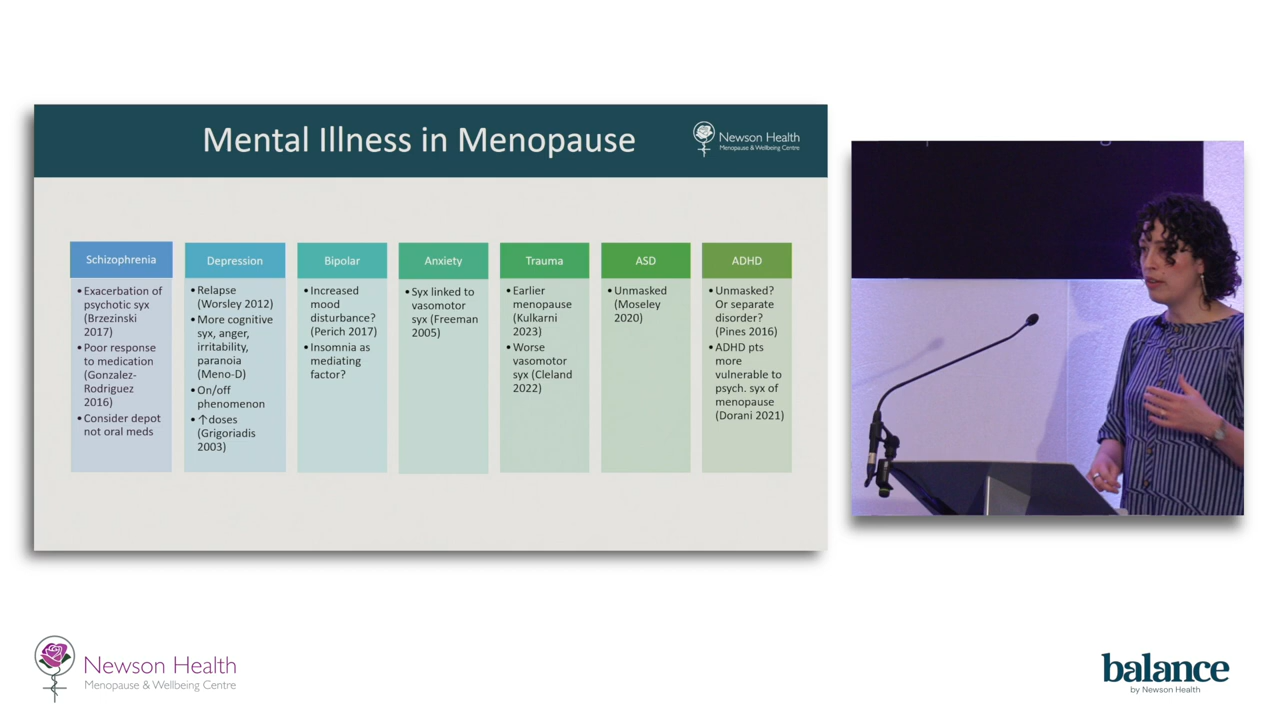 Mental Illness in Menopause
Newson Health
Menopause & Wellbeing Centre
Schizophrenia
• Exacerbation of
psychotic syx
(Brzezinski
2017)
• Poor response
to medication
(Gonzalez-
Rodriguez
2016)
• Consider depot
not oral meds
Depression
• Relapse
(Worsley 2012)
• More cognitive
syx, anger,
irritability,
paranoia
(Meno-D)
• On/off
phenomenon
• ↑doses
(Grigoriadis
2003)
Bipolar
• Increased
mood
disturbance?
(Perich 2017)
• Insomnia as
mediating
factor?
Anxiety
• Syx linked to
vasomotor
syx (Freeman
2005)
Trauma
• Earlier
menopause
(Kulkarni
2023)
• Worse
vasomotor
syx (Cleland
2022)
ASD
• Unmasked
(Moseley
2020)
ADHD
• Unmasked?
Or separate
disorder?
(Pines 2016)
• ADHD pts
more
vulnerable to
psych. syx of
menopause
(Dorani 2021)
Newson Health
Menopause & Wellbeing Centre
balance
by Newson Health